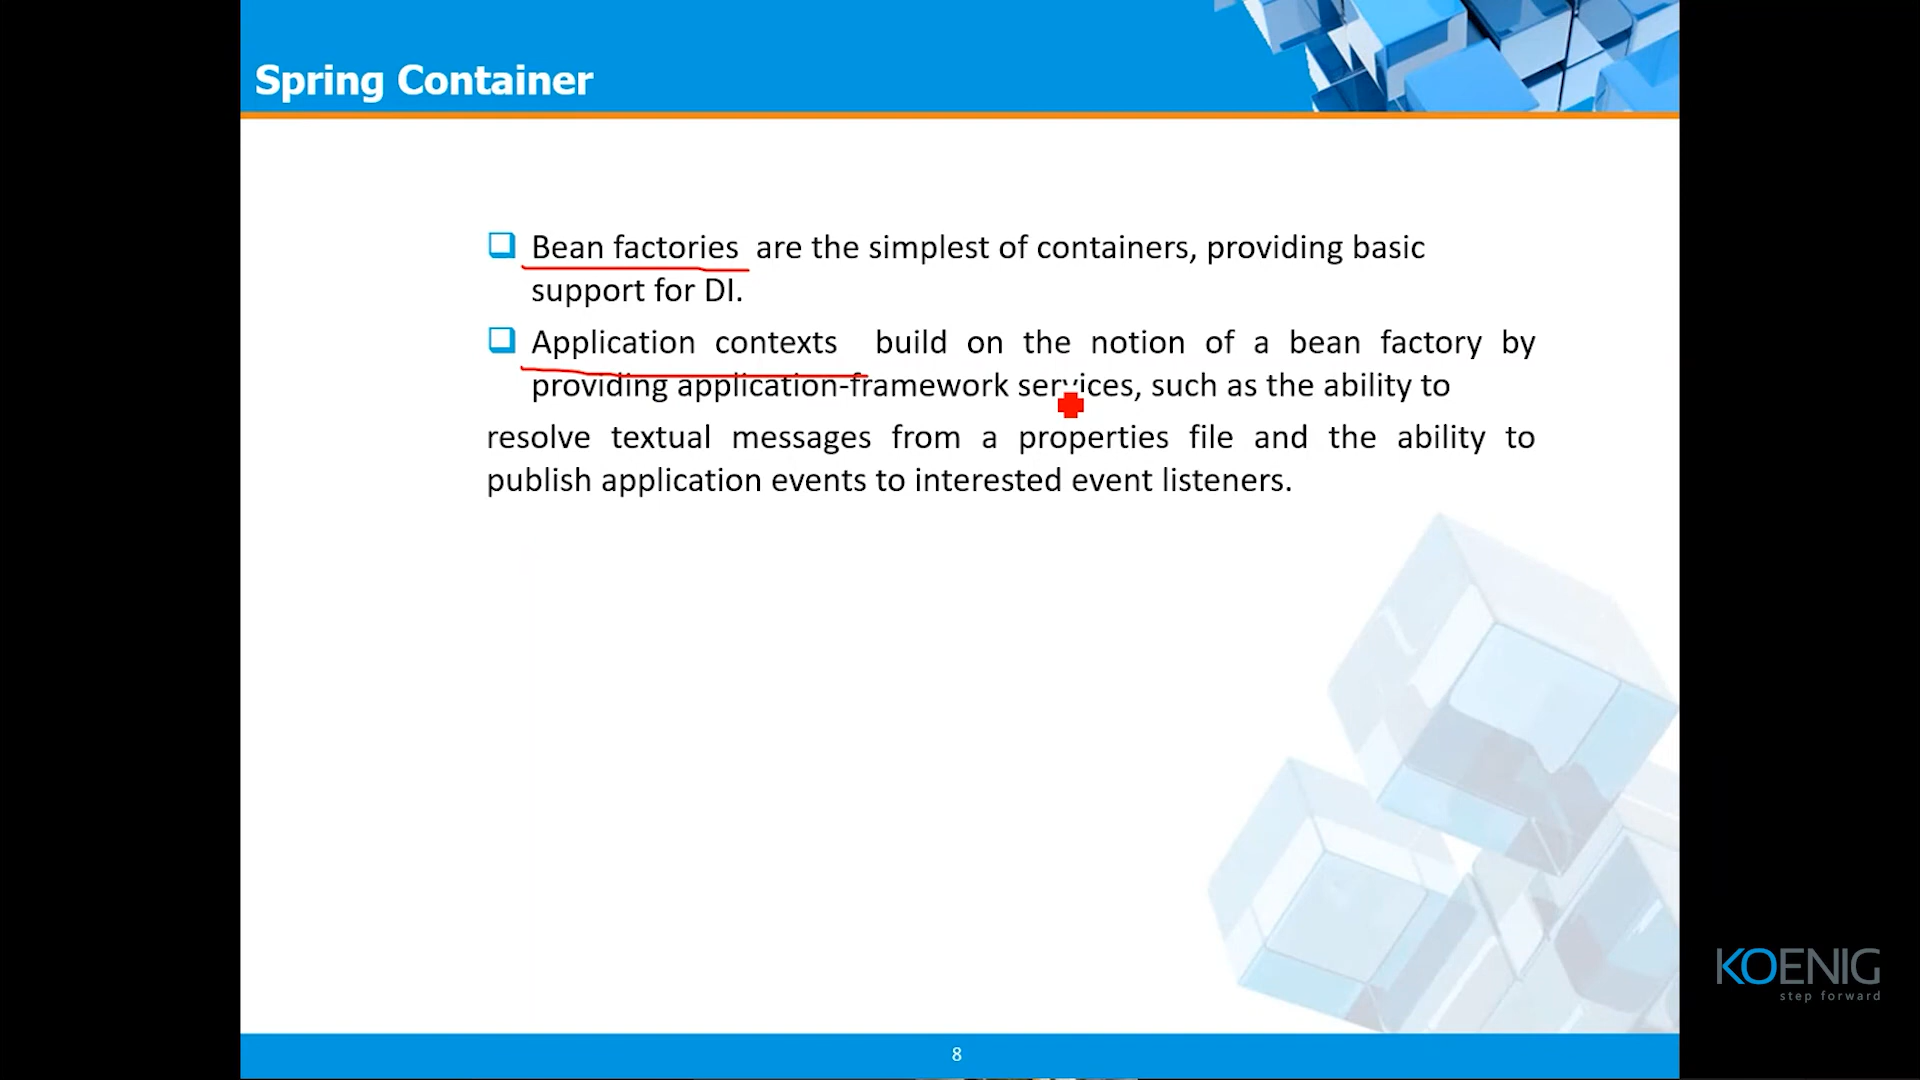 Spring Container
Bean factories are the simplest of containers, providing basic
support for DI.
Application contexts build on the notion of a bean factory by
providing application-framework services, such as the ability to
resolve textual messages from a properties file and the ability to
publish application events to interested event listeners.
KOENIG
step forward
8